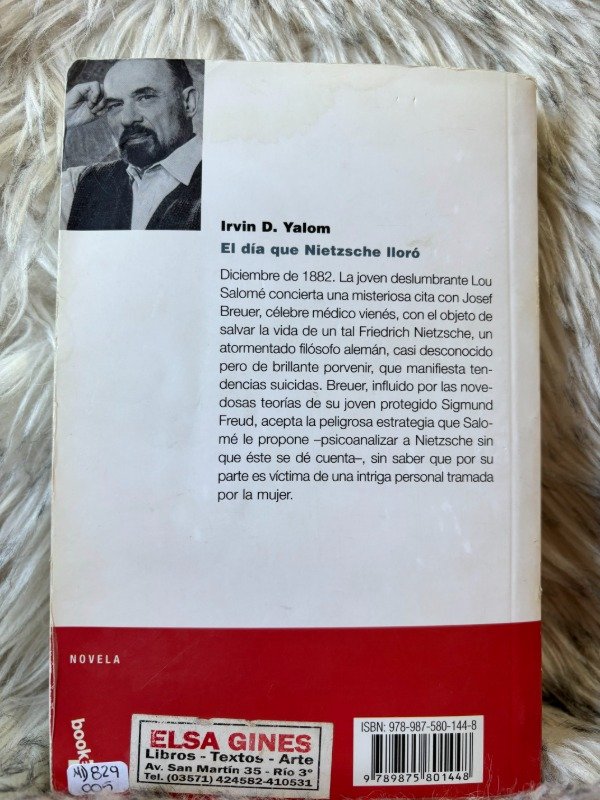 Irvin D. Yalom
El día que Nietzsche lloró
Diciembre de 1882. La joven deslumbrante Lou
Salomé concierta una misteriosa cita con Josef
Breuer, célebre médico vienés, con el objeto de
salvar la vida de un tal Friedrich Nietzsche, un
atormentado filósofo alemán, casi desconocido
pero de brillante porvenir, que manifiesta ten-
dencias suicidas. Breuer, influido por las nove-
dosas teorías de su joven protegido Sigmund
Freud, acepta la peligrosa estrategia que Salo-
mé le propone –psicoanalizar a Nietzsche sin
que éste se dé cuenta–, sin saber que por su
parte es víctima de una intriga personal tramada
por la mujer.
NOVELA
ELSA GINES
Libros - Textos - Arte
Av. San Martín 35 - Río 3°
Tel. (03571) 424582-410531
ISBN: 978-987-580-144-8
9 789875 801448
829